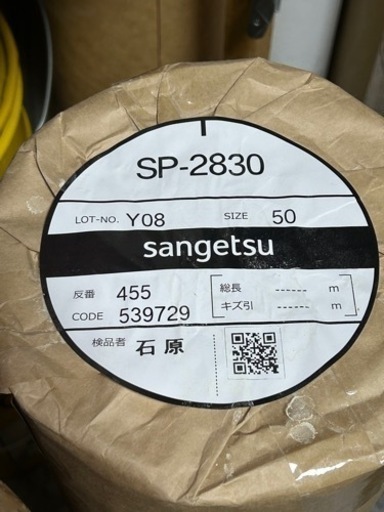 SP-2830
LOT-NO. Y08 SIZE 50
sangetsu
反番 455
CODE 539729
総長 ------ m
キズ引 ------ m
検品者 石原